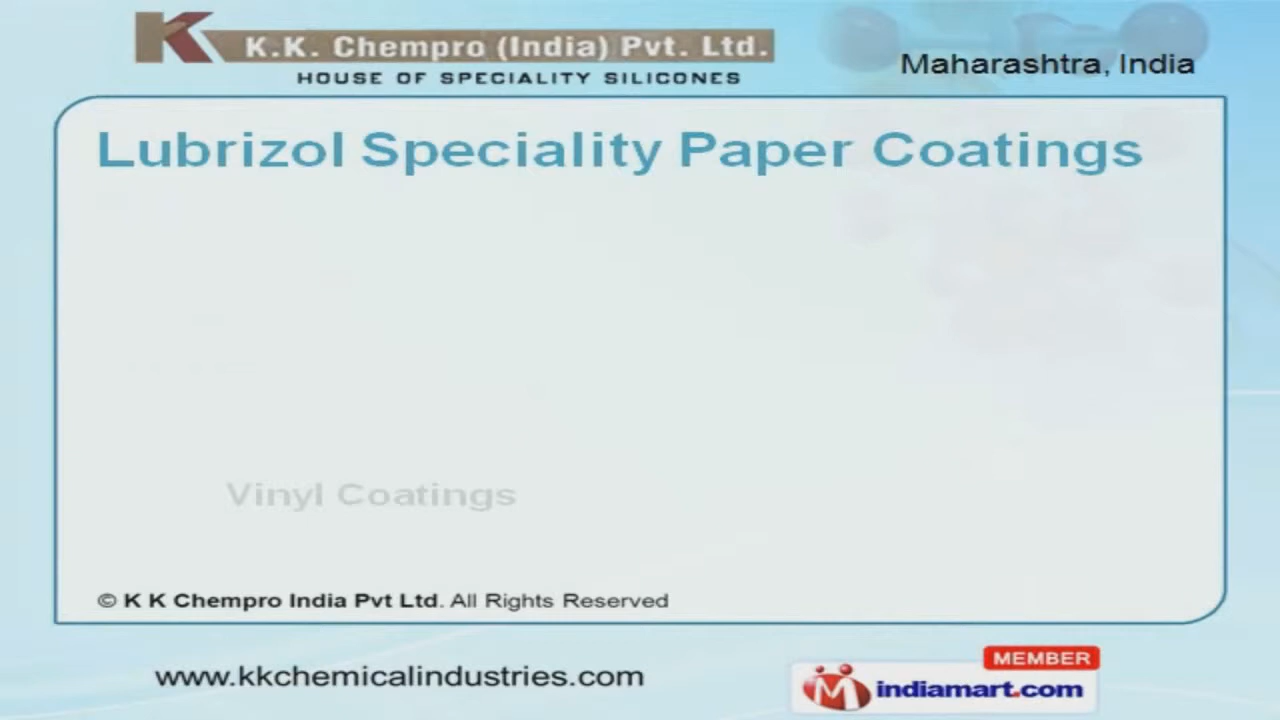 K.K. Chempro (India) Pvt. Ltd.
HOUSE OF SPECIALITY SILICONES
Maharashtra, India
Lubrizol Speciality Paper Coatings
Vinyl Coatings
© K K Chempro India Pvt Ltd. All Rights Reserved
www.kkchemicalindustries.com
MEMBER
indiamart.com